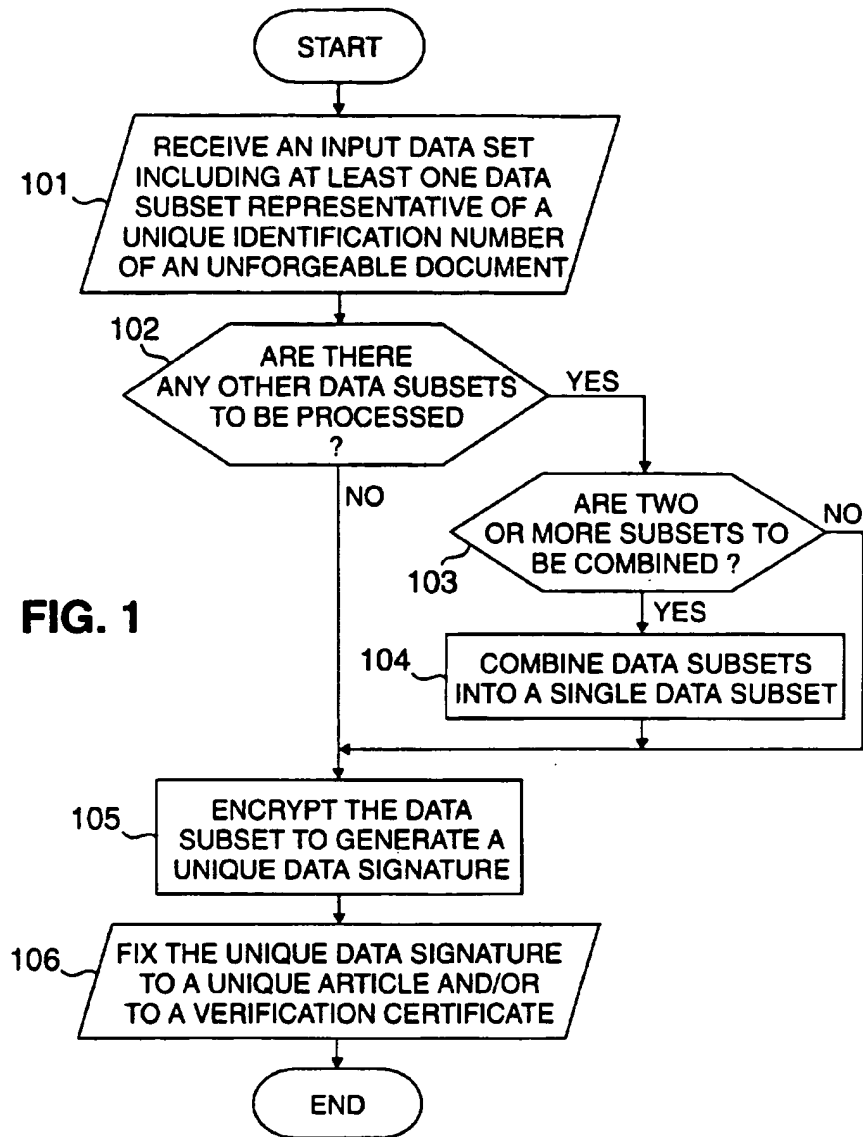 START
101
RECEIVE AN INPUT DATA SET
INCLUDING AT LEAST ONE DATA
SUBSET REPRESENTATIVE OF A
UNIQUE IDENTIFICATION NUMBER
OF AN UNFORGEABLE DOCUMENT
102
ARE THERE
ANY OTHER DATA SUBSETS
TO BE PROCESSED
?
YES
NO
ARE TWO
OR MORE SUBSETS TO
BE COMBINED ?
NO
103
YES
FIG. 1
104
COMBINE DATA SUBSETS
INTO A SINGLE DATA SUBSET
105
ENCRYPT THE DATA
SUBSET TO GENERATE A
UNIQUE DATA SIGNATURE
106
FIX THE UNIQUE DATA SIGNATURE
TO A UNIQUE ARTICLE AND/OR
TO A VERIFICATION CERTIFICATE
END